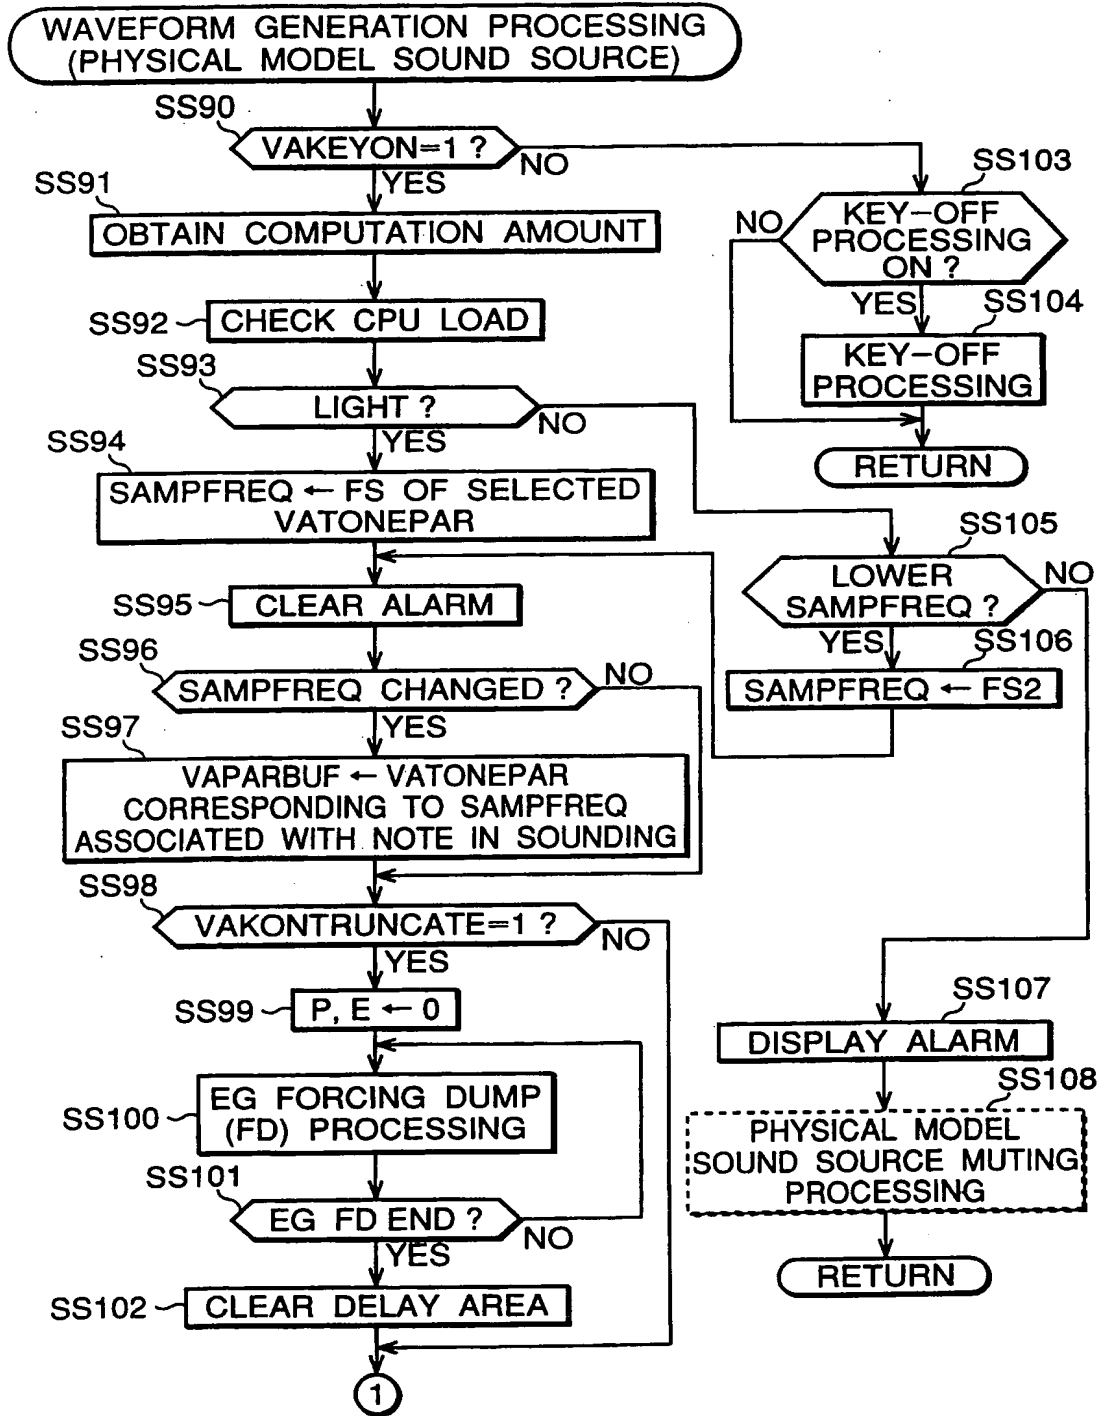 WAVEFORM GENERATION PROCESSING
(PHYSICAL MODEL SOUND SOURCE)
SS90
VAKEYON=1 ?
NO
YES
SS91
OBTAIN COMPUTATION AMOUNT
SS92
CHECK CPU LOAD
SS93
LIGHT ?
NO
YES
SS94
SAMPFREQ ← FS OF SELECTED
VATONEPAR
SS95
CLEAR ALARM
SS96
SAMPFREQ CHANGED ?
NO
YES
SS97
VAPARBUF ← VATONEPAR
CORRESPONDING TO SAMPFREQ
ASSOCIATED WITH NOTE IN SOUNDING
SS98
VAKONTRUNCATE=1 ?
NO
YES
SS99
P, E ← 0
SS100
EG FORCING DUMP
(FD) PROCESSING
SS101
EG FD END ?
NO
YES
SS102
CLEAR DELAY AREA
1
SS103
KEY-OFF
PROCESSING
ON ?
NO
YES
SS104
KEY-OFF
PROCESSING
RETURN
SS105
LOWER
SAMPFREQ ?
NO
YES
SS106
SAMPFREQ ← FS2
SS107
DISPLAY ALARM
SS108
PHYSICAL MODEL
SOUND SOURCE MUTING
PROCESSING
RETURN